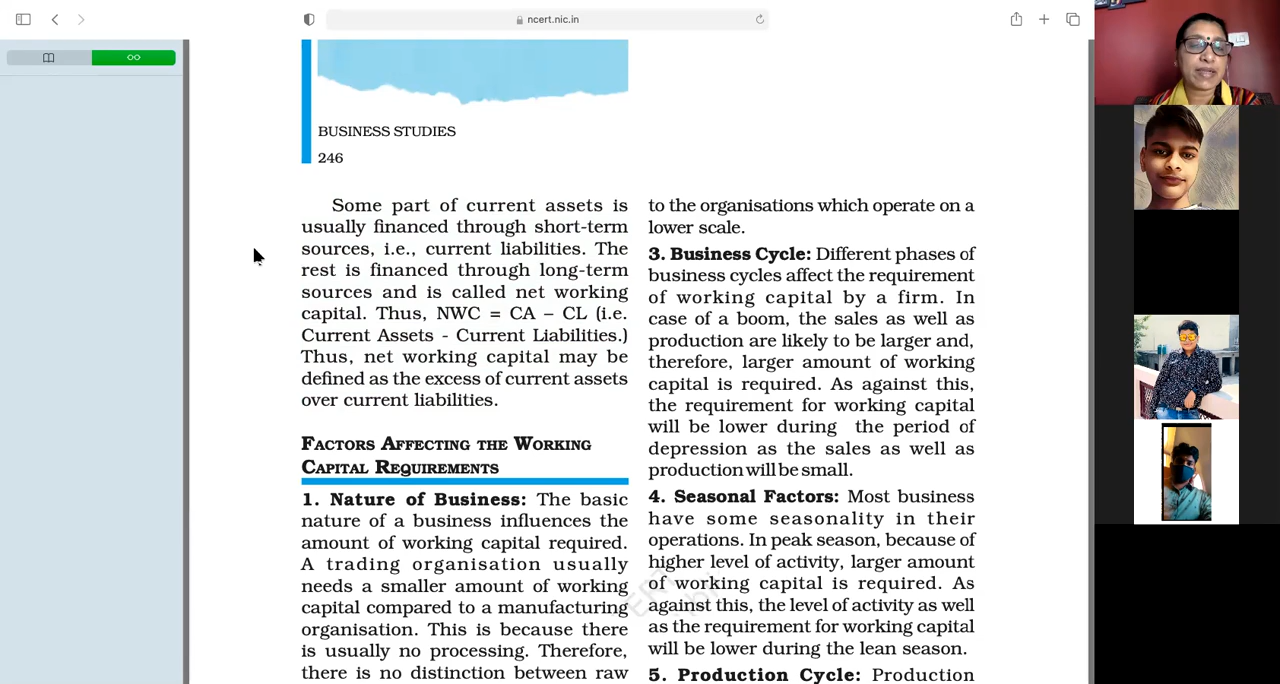 ncert.nic.in
BUSINESS STUDIES
246
Some part of current assets is
usually financed through short-term
sources, i.e., current liabilities. The
rest is financed through long-term
sources and is called net working
capital. Thus, NWC = CA – CL (i.e.
Current Assets - Current Liabilities.)
Thus, net working capital may be
defined as the excess of current assets
over current liabilities.
FACTORS AFFECTING THE WORKING
CAPITAL REQUIREMENTS
1. Nature of Business: The basic
nature of a business influences the
amount of working capital required.
A trading organisation usually
needs a smaller amount of working
capital compared to a manufacturing
organisation. This is because there
is usually no processing. Therefore,
there is no distinction between raw
to the organisations which operate on a
lower scale.
3. Business Cycle: Different phases of
business cycles affect the requirement
of working capital by a firm. In
case of a boom, the sales as well as
production are likely to be larger and,
therefore, larger amount of working
capital is required. As against this,
the requirement for working capital
will be lower during the period of
depression as the sales as well as
production will be small.
4. Seasonal Factors: Most business
have some seasonality in their
operations. In peak season, because of
higher level of activity, larger amount
of working capital is required. As
against this, the level of activity as well
as the requirement for working capital
will be lower during the lean season.
5. Production Cycle: Production